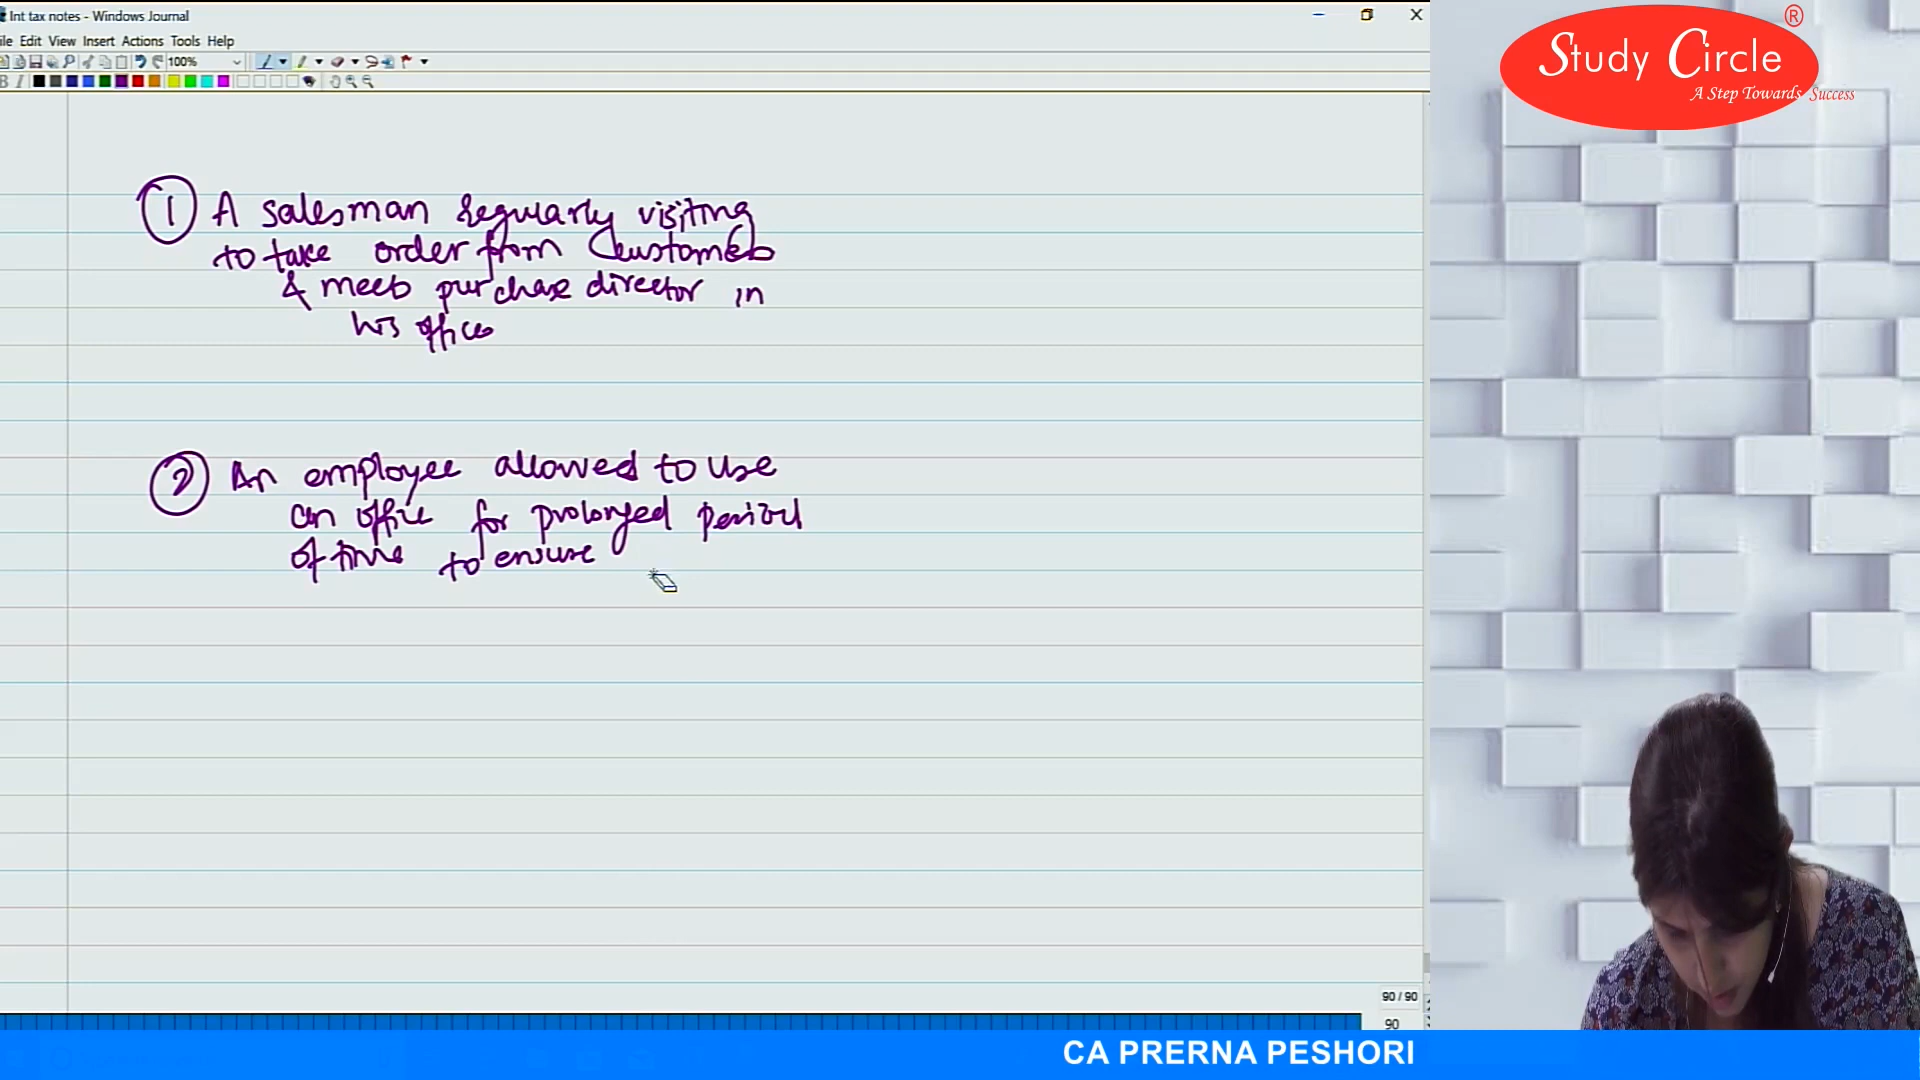 Int tax notes - Windows Journal
ile Edit View Insert Actions Tools Help
100%
B I
Study Circle ®
A Step Towards Success
① A salesman regularly visiting
to take order from customers
& meets purchase director in
his office
② An employee allowed to use
an office for prolonged period
of time to ensure
90 / 90
90
CA PRERNA PESHORI